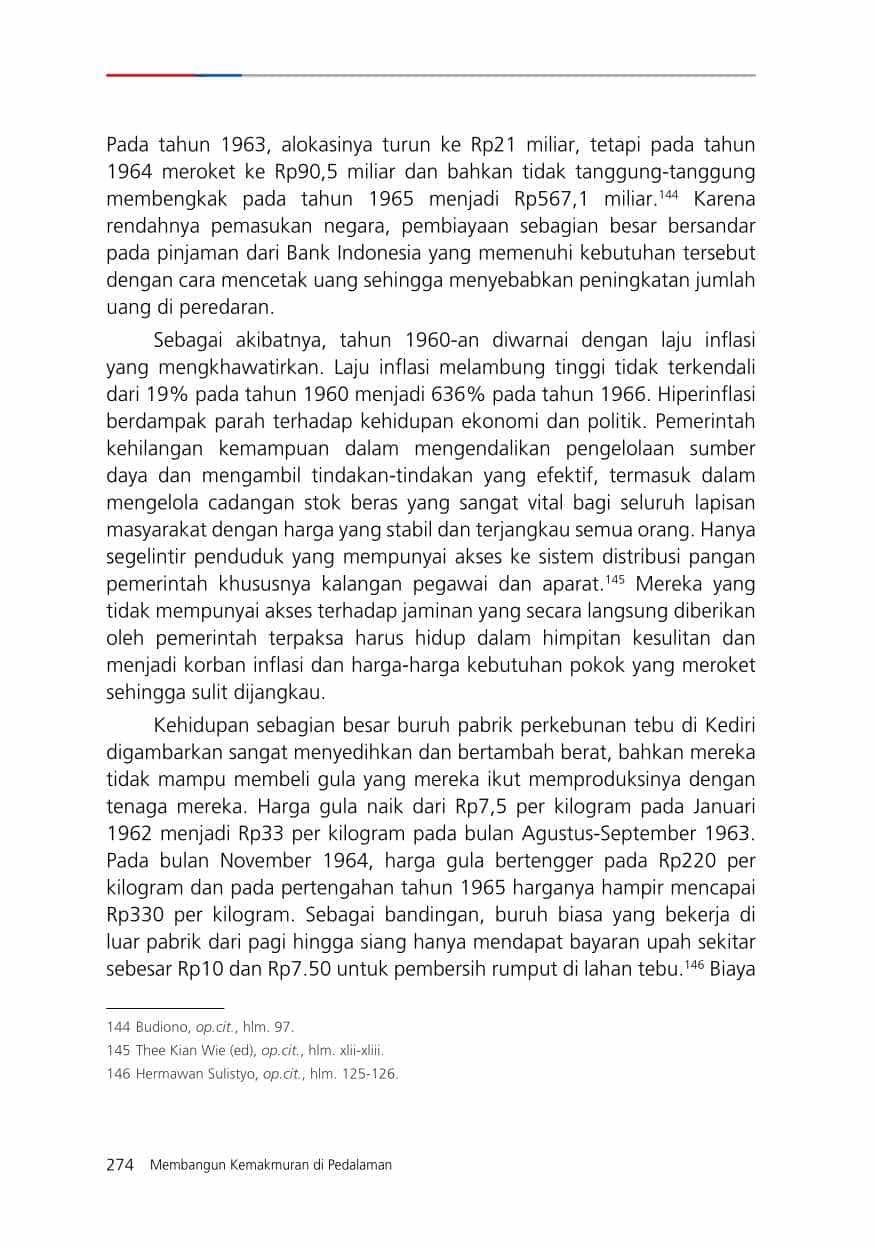 Pada tahun 1963, alokasinya turun ke Rp21 miliar, tetapi pada tahun
1964 meroket ke Rp90,5 miliar dan bahkan tidak tanggung-tanggung
membengkak pada tahun 1965 menjadi Rp567,1 miliar.144 Karena
rendahnya pemasukan negara, pembiayaan sebagian besar bersandar
pada pinjaman dari Bank Indonesia yang memenuhi kebutuhan tersebut
dengan cara mencetak uang sehingga menyebabkan peningkatan jumlah
uang di peredaran.
Sebagai akibatnya, tahun 1960-an diwarnai dengan laju inflasi
yang mengkhawatirkan. Laju inflasi melambung tinggi tidak terkendali
dari 19% pada tahun 1960 menjadi 636% pada tahun 1966. Hiperinflasi
berdampak parah terhadap kehidupan ekonomi dan politik. Pemerintah
kehilangan kemampuan dalam mengendalikan pengelolaan sumber
daya dan mengambil tindakan-tindakan yang efektif, termasuk dalam
mengelola cadangan stok beras yang sangat vital bagi seluruh lapisan
masyarakat dengan harga yang stabil dan terjangkau semua orang. Hanya
segelintir penduduk yang mempunyai akses ke sistem distribusi pangan
pemerintah khususnya kalangan pegawai dan aparat.145 Mereka yang
tidak mempunyai akses terhadap jaminan yang secara langsung diberikan
oleh pemerintah terpaksa harus hidup dalam himpitan kesulitan dan
menjadi korban inflasi dan harga-harga kebutuhan pokok yang meroket
sehingga sulit dijangkau.
Kehidupan sebagian besar buruh pabrik perkebunan tebu di Kediri
digambarkan sangat menyedihkan dan bertambah berat, bahkan mereka
tidak mampu membeli gula yang mereka ikut memproduksinya dengan
tenaga mereka. Harga gula naik dari Rp7,5 per kilogram pada Januari
1962 menjadi Rp33 per kilogram pada bulan Agustus-September 1963.
Pada bulan November 1964, harga gula bertengger pada Rp220 per
kilogram dan pada pertengahan tahun 1965 harganya hampir mencapai
Rp330 per kilogram. Sebagai bandingan, buruh biasa yang bekerja di
luar pabrik dari pagi hingga siang hanya mendapat bayaran upah sekitar
sebesar Rp10 dan Rp7.50 untuk pembersih rumput di lahan tebu.146 Biaya
144 Budiono, op.cit., hlm. 97.
145 Thee Kian Wie (ed), op.cit., hlm. xlii-xliii.
146 Hermawan Sulistyo, op.cit., hlm. 125-126.
274 Membangun Kemakmuran di Pedalaman